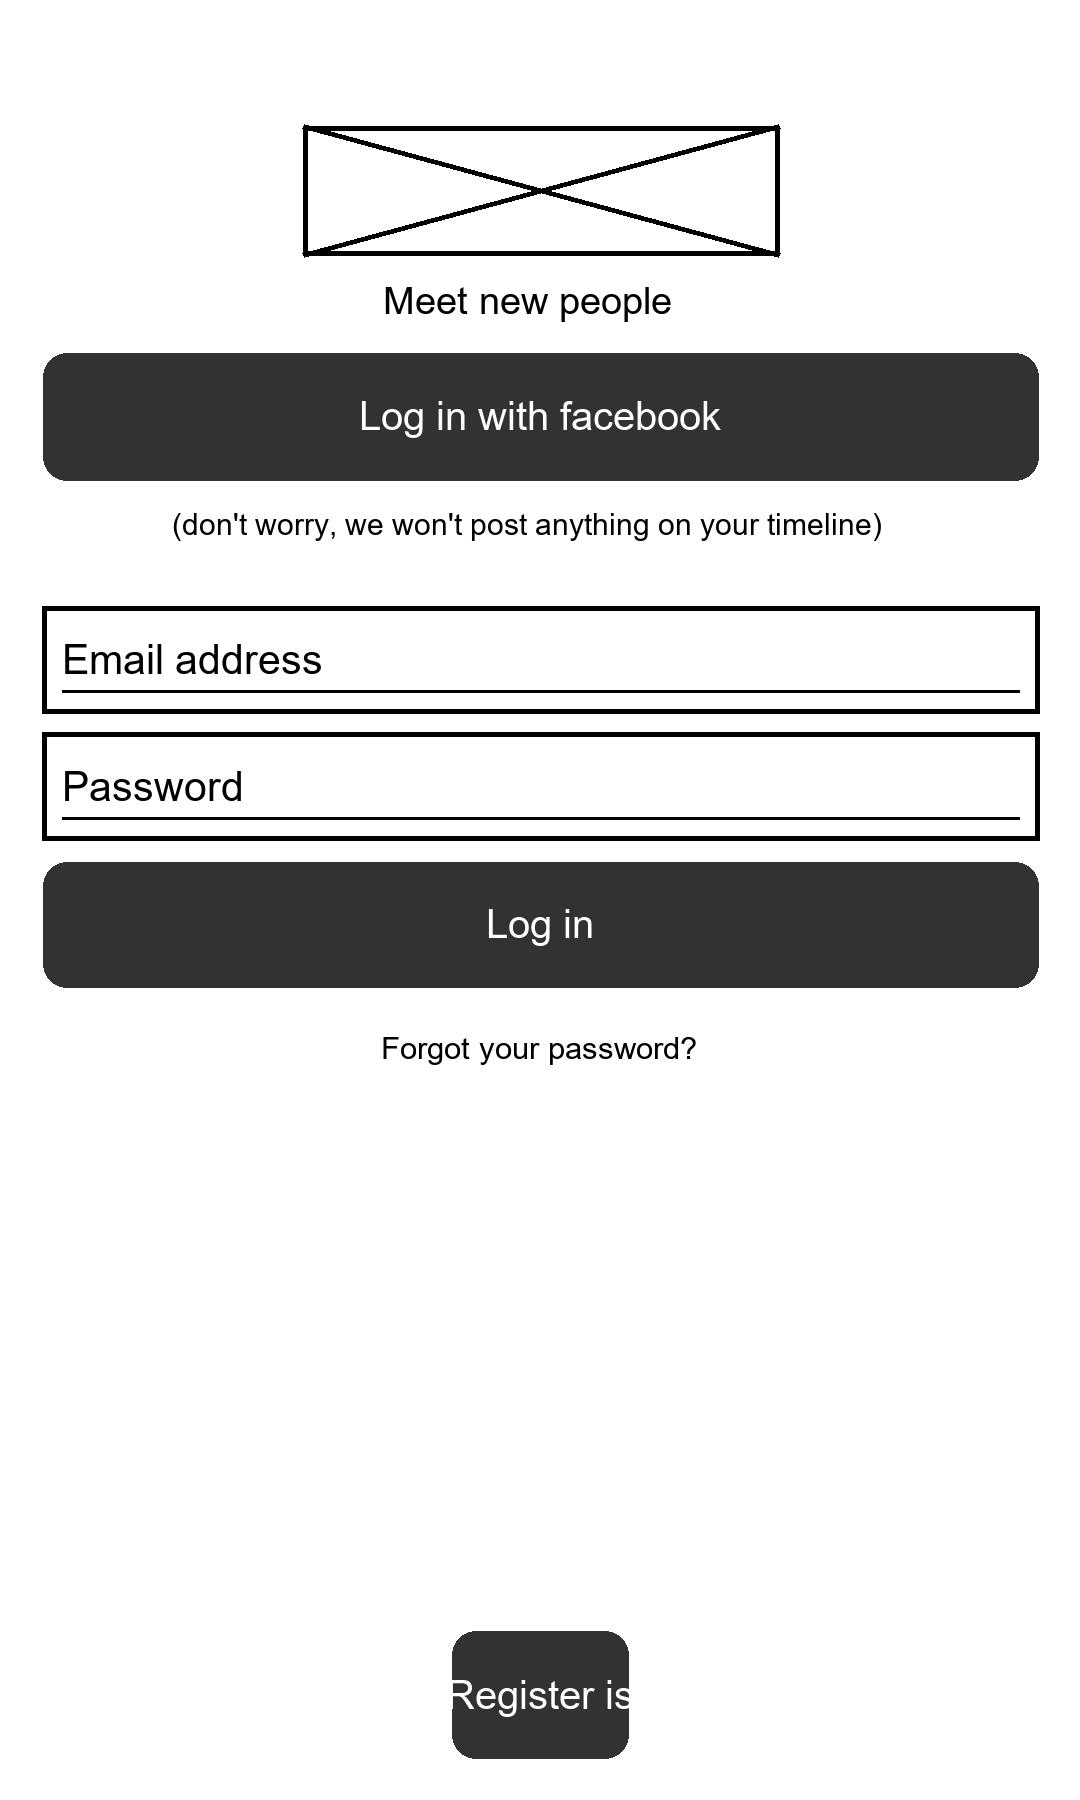 Meet new people
Log in with facebook
(don't worry, we won't post anything on your timeline)
Email address
Password
Log in
Forgot your password?
Register is